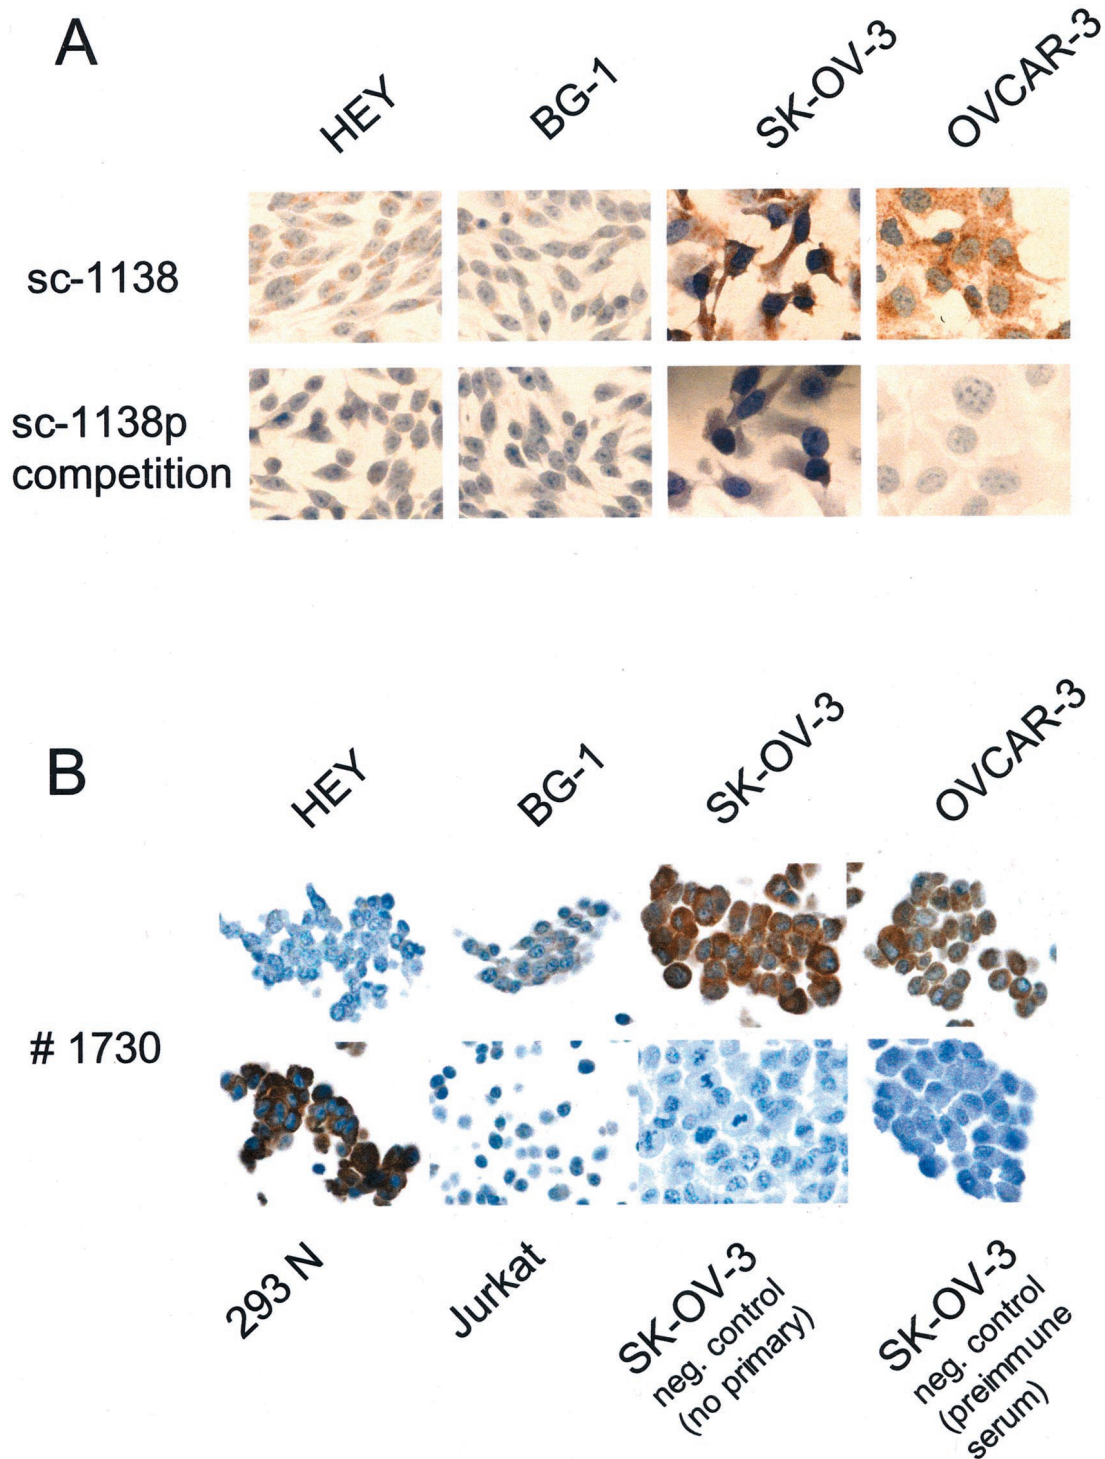 A
HEY
BG-1
SK-OV-3
OVCAR-3
sc-1138
sc-1138p
competition
B
HEY
BG-1
SK-OV-3
OVCAR-3
# 1730
293 N
Jurkat
SK-OV-3
neg. control
(no primary)
SK-OV-3
neg. control
(preimmune
serum)